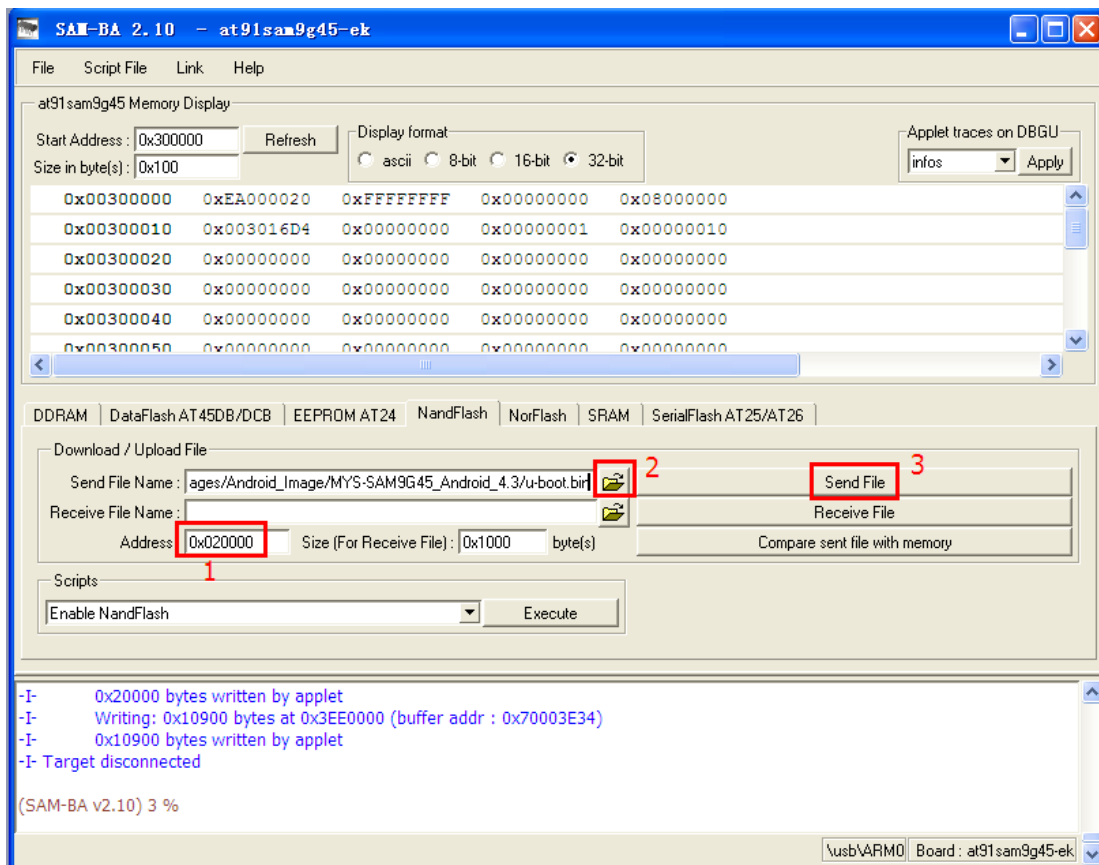 SAM-BA 2.10 - at91sam9g45-ek
File Script File Link Help
at91sam9g45 Memory Display
Start Address : 0x300000 Refresh
Size in byte(s) : 0x100
Display format
ascii 8-bit 16-bit 32-bit
Applet traces on DBGU
infos Apply
0x00300000 0xEA000020 0xFFFFFFFF 0x00000000 0x08000000
0x00300010 0x003016D4 0x00000000 0x00000001 0x00000010
0x00300020 0x00000000 0x00000000 0x00000000 0x00000000
0x00300030 0x00000000 0x00000000 0x00000000 0x00000000
0x00300040 0x00000000 0x00000000 0x00000000 0x00000000
0x00300050 0x00000000 0x00000000 0x00000000 0x00000000
DDRAM DataFlash AT45DB/DCB EEPROM AT24 NandFlash NorFlash SRAM SerialFlash AT25/AT26
Download / Upload File
Send File Name : ages/Android_Image/MYS-SAM9G45_Android_4.3/u-boot.bin 2 Send File 3
Receive File Name : Receive File
Address 0x020000 Size (For Receive File) : 0x1000 byte(s) Compare sent file with memory
1
Scripts
Enable NandFlash Execute
-I- 0x20000 bytes written by applet
-I- Writing: 0x10900 bytes at 0x3EE0000 (buffer addr : 0x70003E34)
-I- 0x10900 bytes written by applet
-I- Target disconnected
(SAM-BA v2.10) 3 %
\usb\ARM0 Board : at91sam9g45-ek